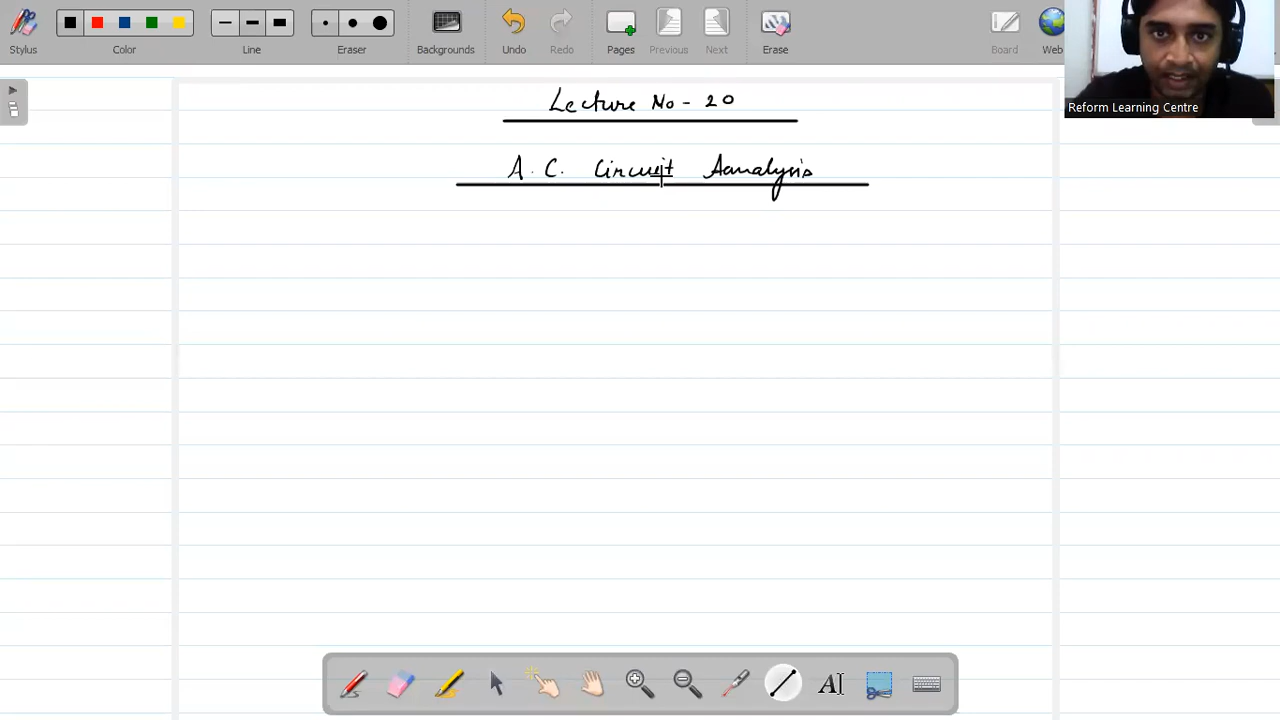 Stylus
Color
Line
Eraser
Backgrounds
Undo
Redo
Pages
Previous
Next
Erase
Board
Web
Reform Learning Centre
Lecture No - 20
A.C. Circuit Aanalysis